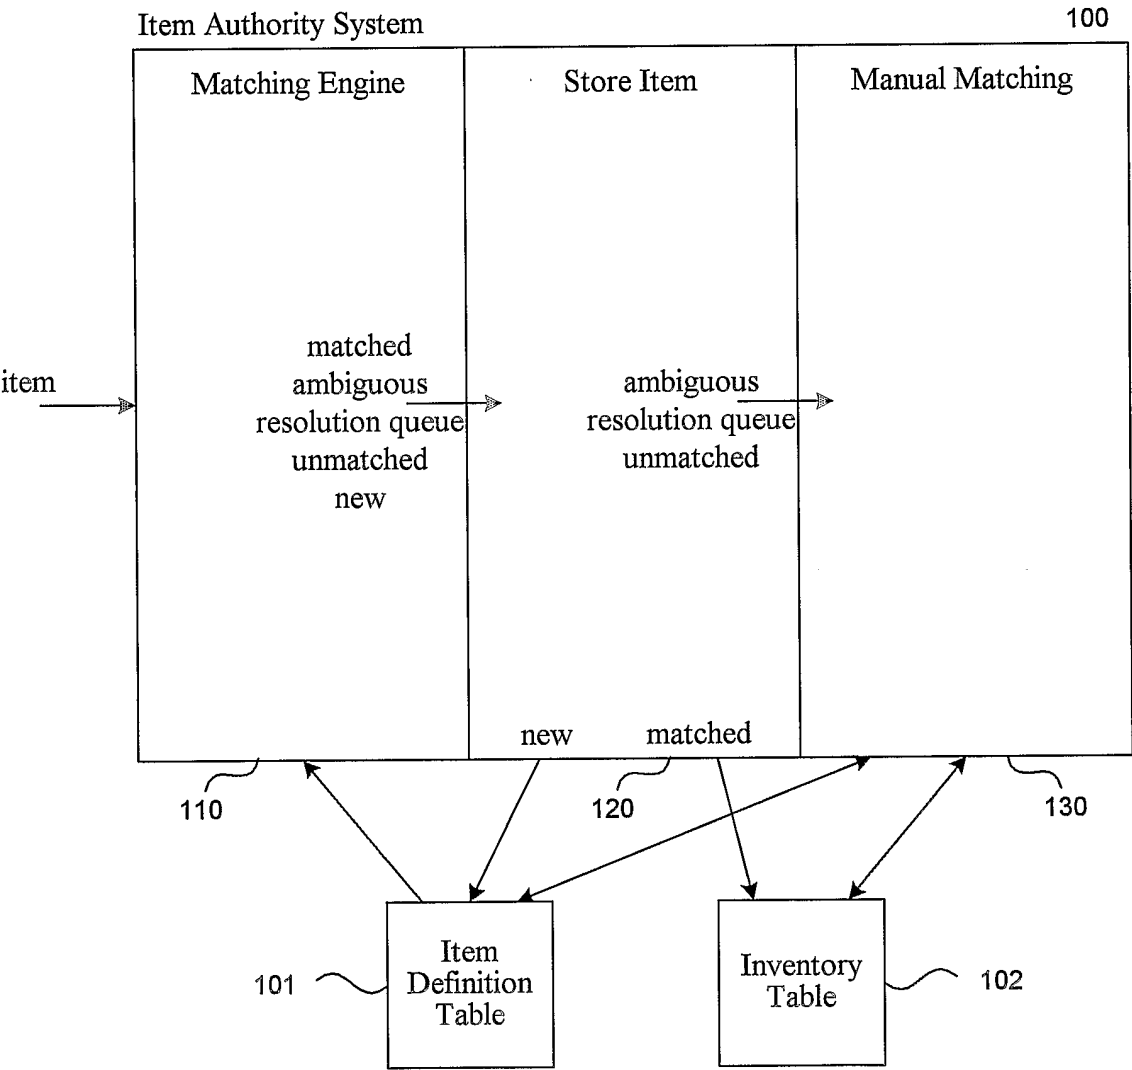 Item Authority System
100
Matching Engine
Store Item
Manual Matching
item
matched
ambiguous
resolution queue
unmatched
new
ambiguous
resolution queue
unmatched
new
matched
110
120
130
101
Item
Definition
Table
Inventory
Table
102